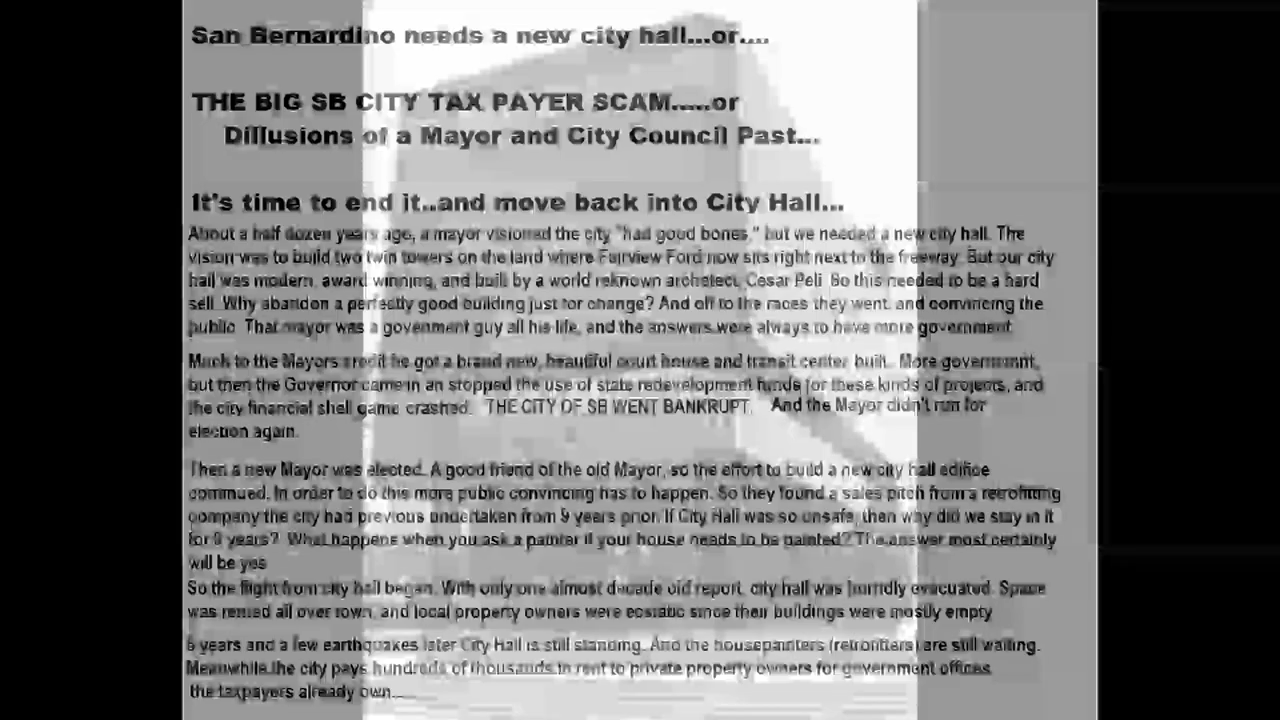 San Bernardino needs a new city hall...or....
THE BIG SB CITY TAX PAYER SCAM.....or
Dillusions of a Mayor and City Council Past...
It's time to end it..and move back into City Hall...
About a half dozen years ago, a mayor visioned the city "had good bones," but we needed a new city hall. The
vision was to build two twin towers on the land where Fairview Ford now sits right next to the freeway. But our city
hall was modern, award winning, and built by a world reknown architect, Cesar Peli. So this needed to be a hard
sell. Why abandon a perfectly good building just for change? And off to the races they went, and convincing the
public. That mayor was a govenment guy all his life, and the answers were always to have more government.
Much to the Mayors credit he got a brand new, beautiful court house and transit center built. More government,
but then the Governor came in an stopped the use of state redevelopment funds for these kinds of projects, and
the city financial shell game crashed. THE CITY OF SB WENT BANKRUPT. And the Mayor didn't run for
election again.
Then a new Mayor was elected. A good friend of the old Mayor, so the effort to build a new city hall edifice
continued. In order to do this more public convincing has to happen. So they found a sales pitch from a retrofitting
company the city had previous undertaken from 9 years prior. If City Hall was so unsafe, then why did we stay in it
for 9 years? What happens when you ask a painter if your house needs to be painted? The answer most certainly
will be yes
So the flight from city hall began. With only one almost decade old report, city hall was hurridly evacuated. Space
was rented all over town, and local property owners were ecstatic since their buildings were mostly empty
6 years and a few earthquakes later City Hall is still standing. And the housepainters (retrofitters) are still waiting.
Meanwhile the city pays hundreds of thousands in rent to private property owners for government offices
the taxpayers already own.....